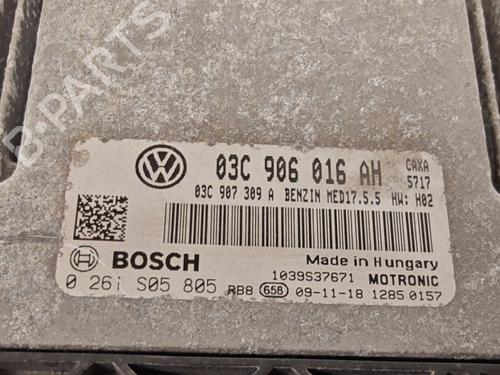 03C 906 016 AH CAXA
5717
03C 907 309 A BENZIN MED17.5.5 HW: H02
BOSCH Made in Hungary
1039S37671 MOTRONIC
0 261 S05 805 RB8 65B 09-11-18 1285 0157
B-PARTS